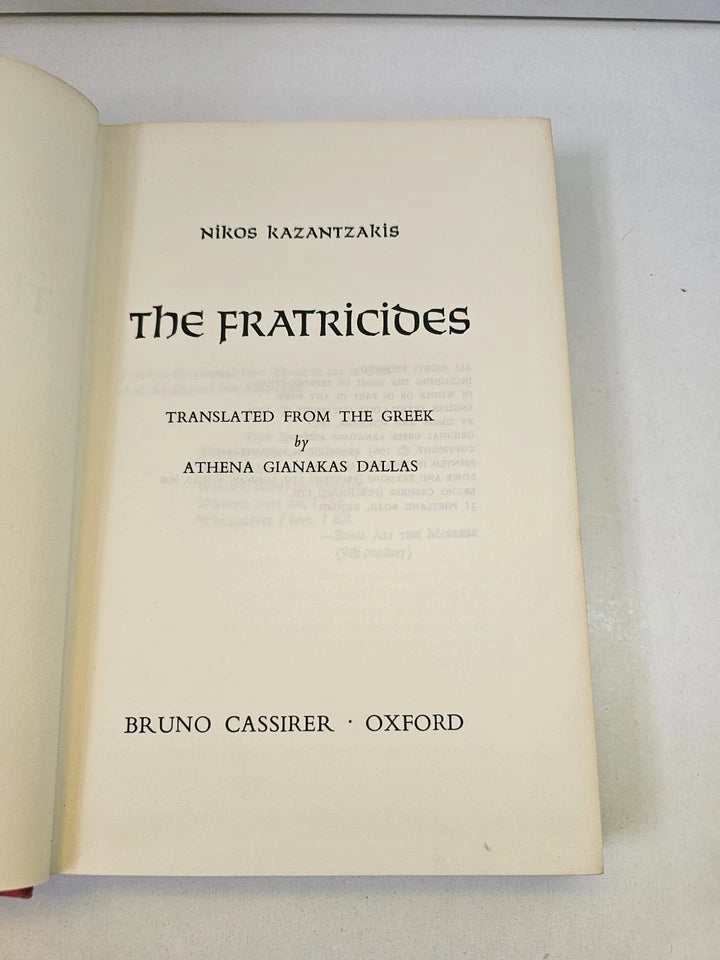 Nikos Kazantzakis
The Fratricides
TRANSLATED FROM THE GREEK
by
ATHENA GIANAKAS DALLAS
BRUNO CASSIRER · OXFORD